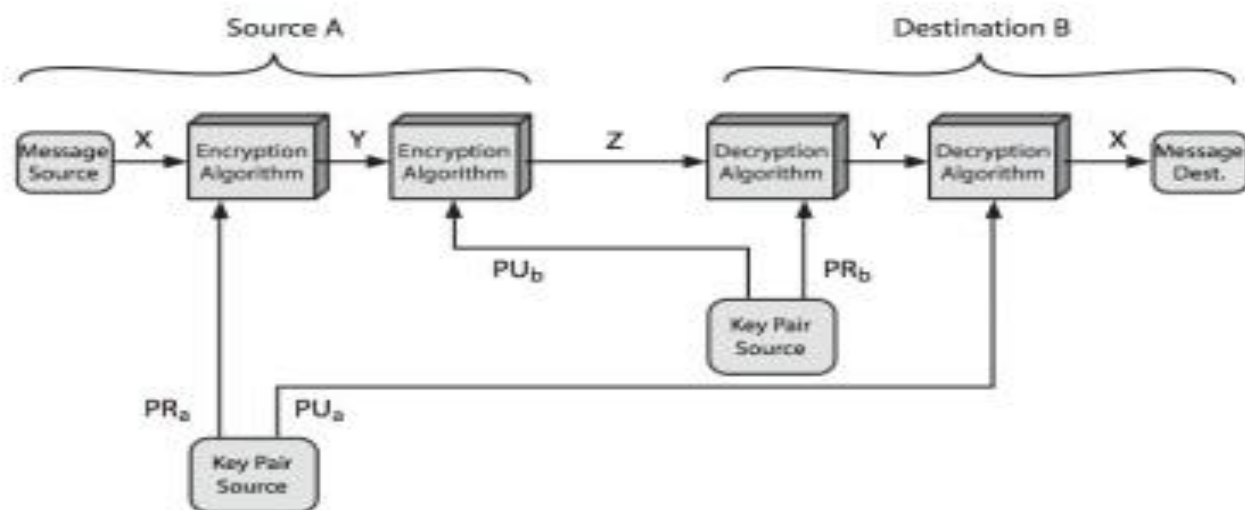 Source A
Destination B
Message
Source
X
Encryption
Algorithm
Y
Encryption
Algorithm
Z
Decryption
Algorithm
Y
Decryption
Algorithm
X
Message
Dest.
PUb
PRb
Key Pair
Source
PRa
PUa
Key Pair
Source